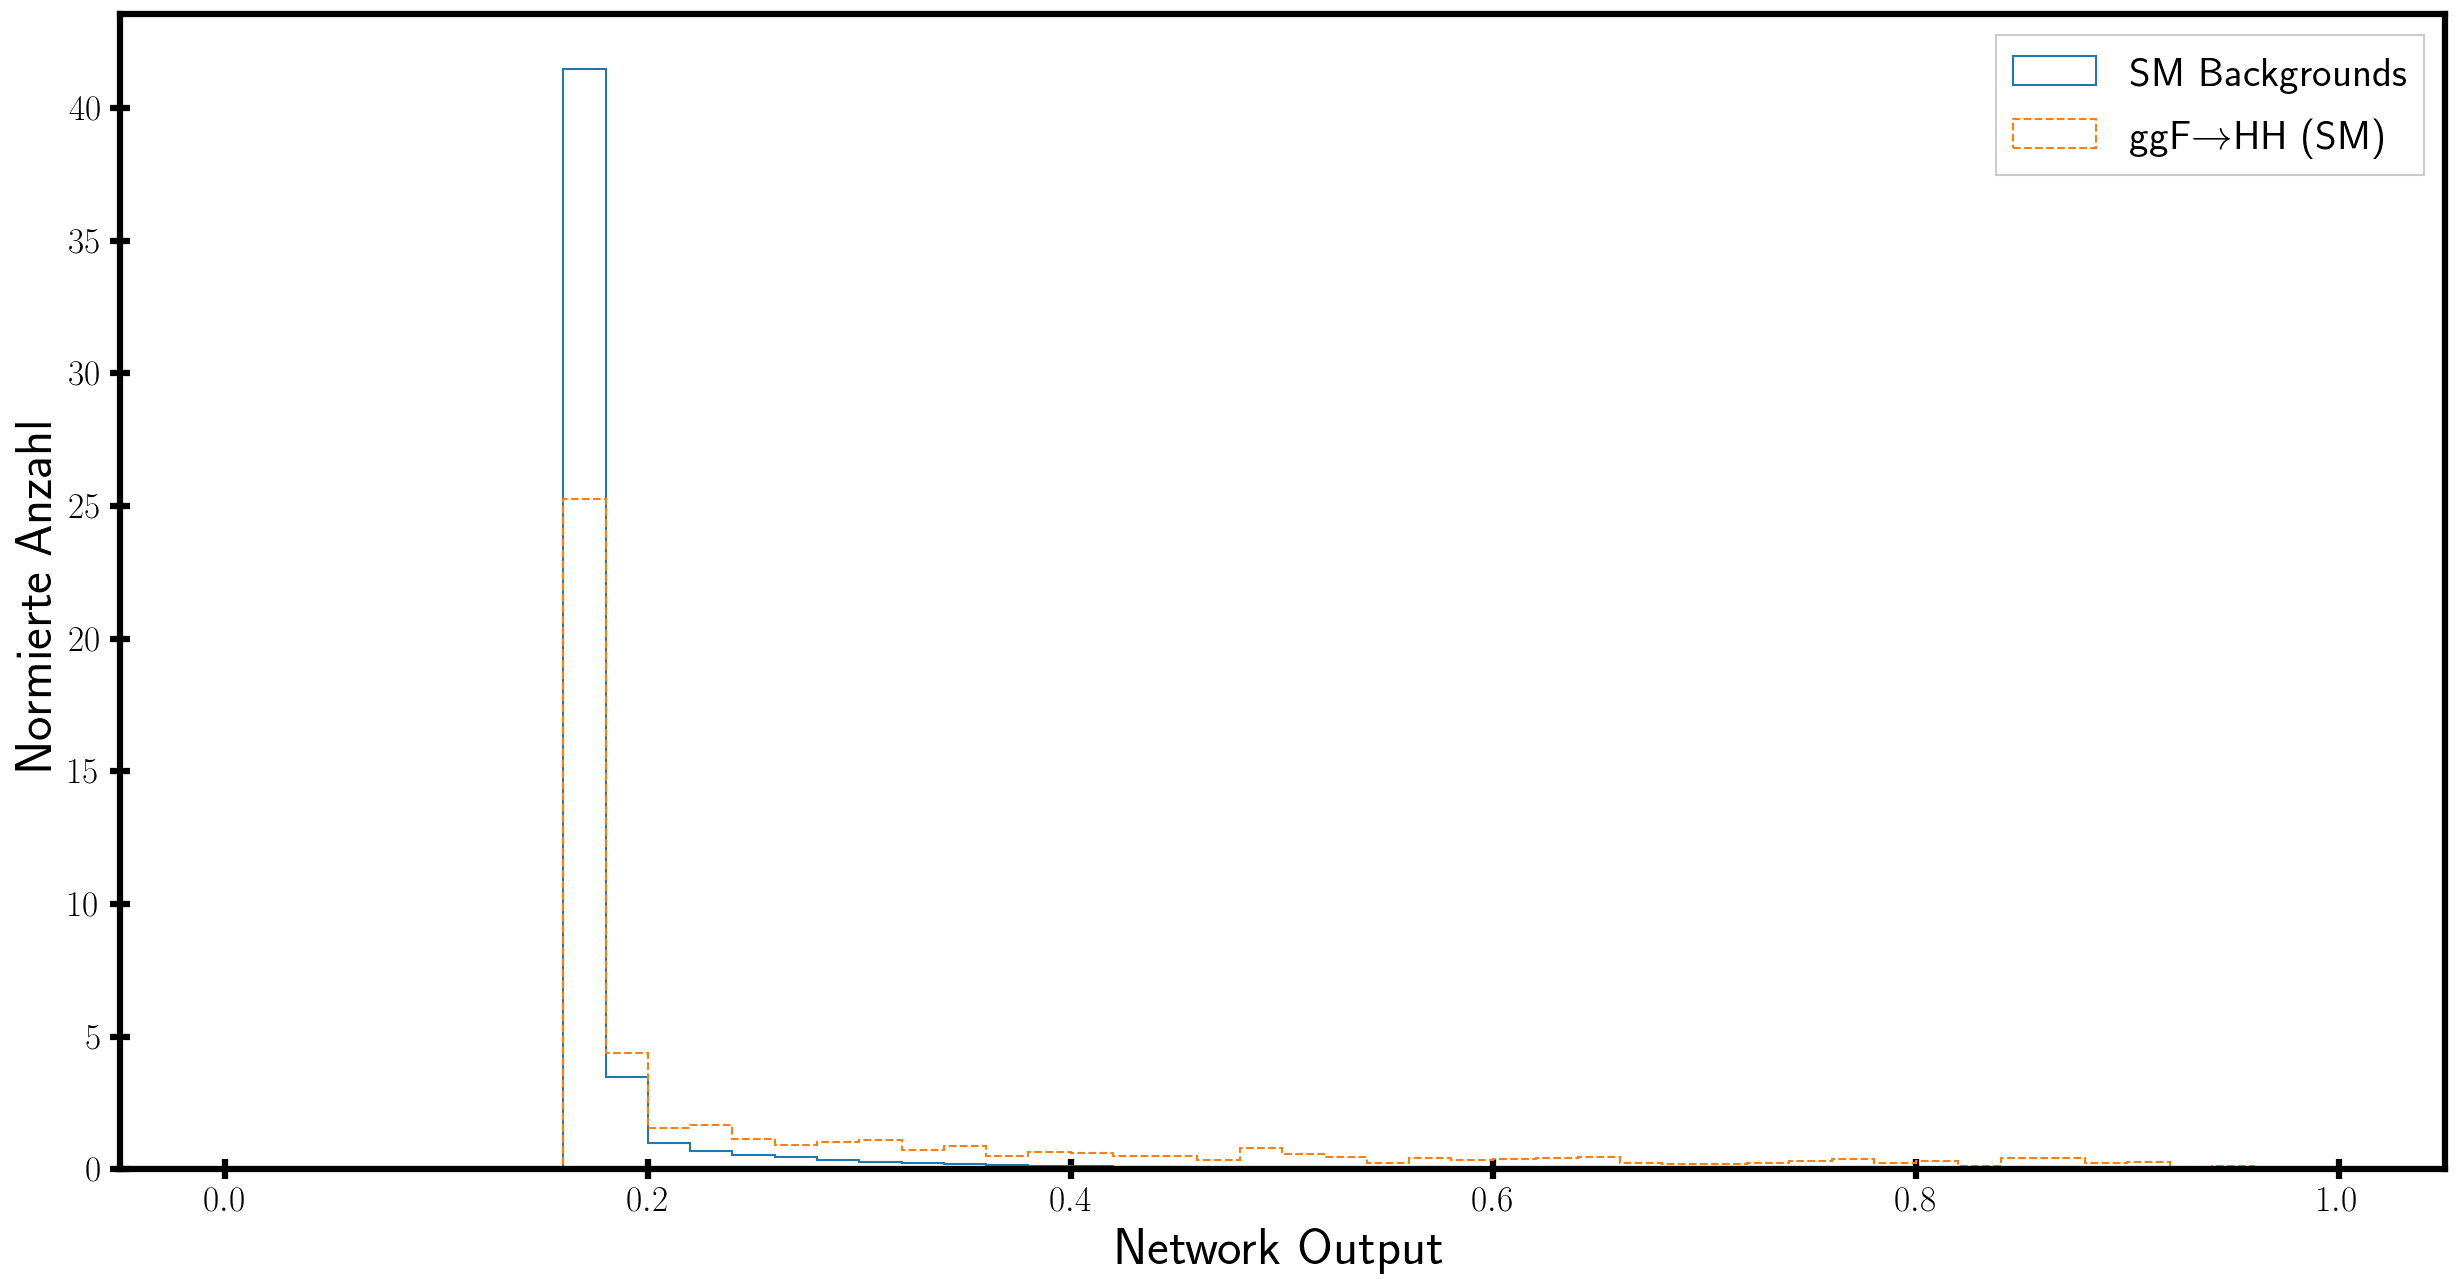 SM Backgrounds
ggF→HH (SM)
Normierte Anzahl
40
35
30
25
20
15
10
5
0
0.0 0.2 0.4 0.6 0.8 1.0
Network Output